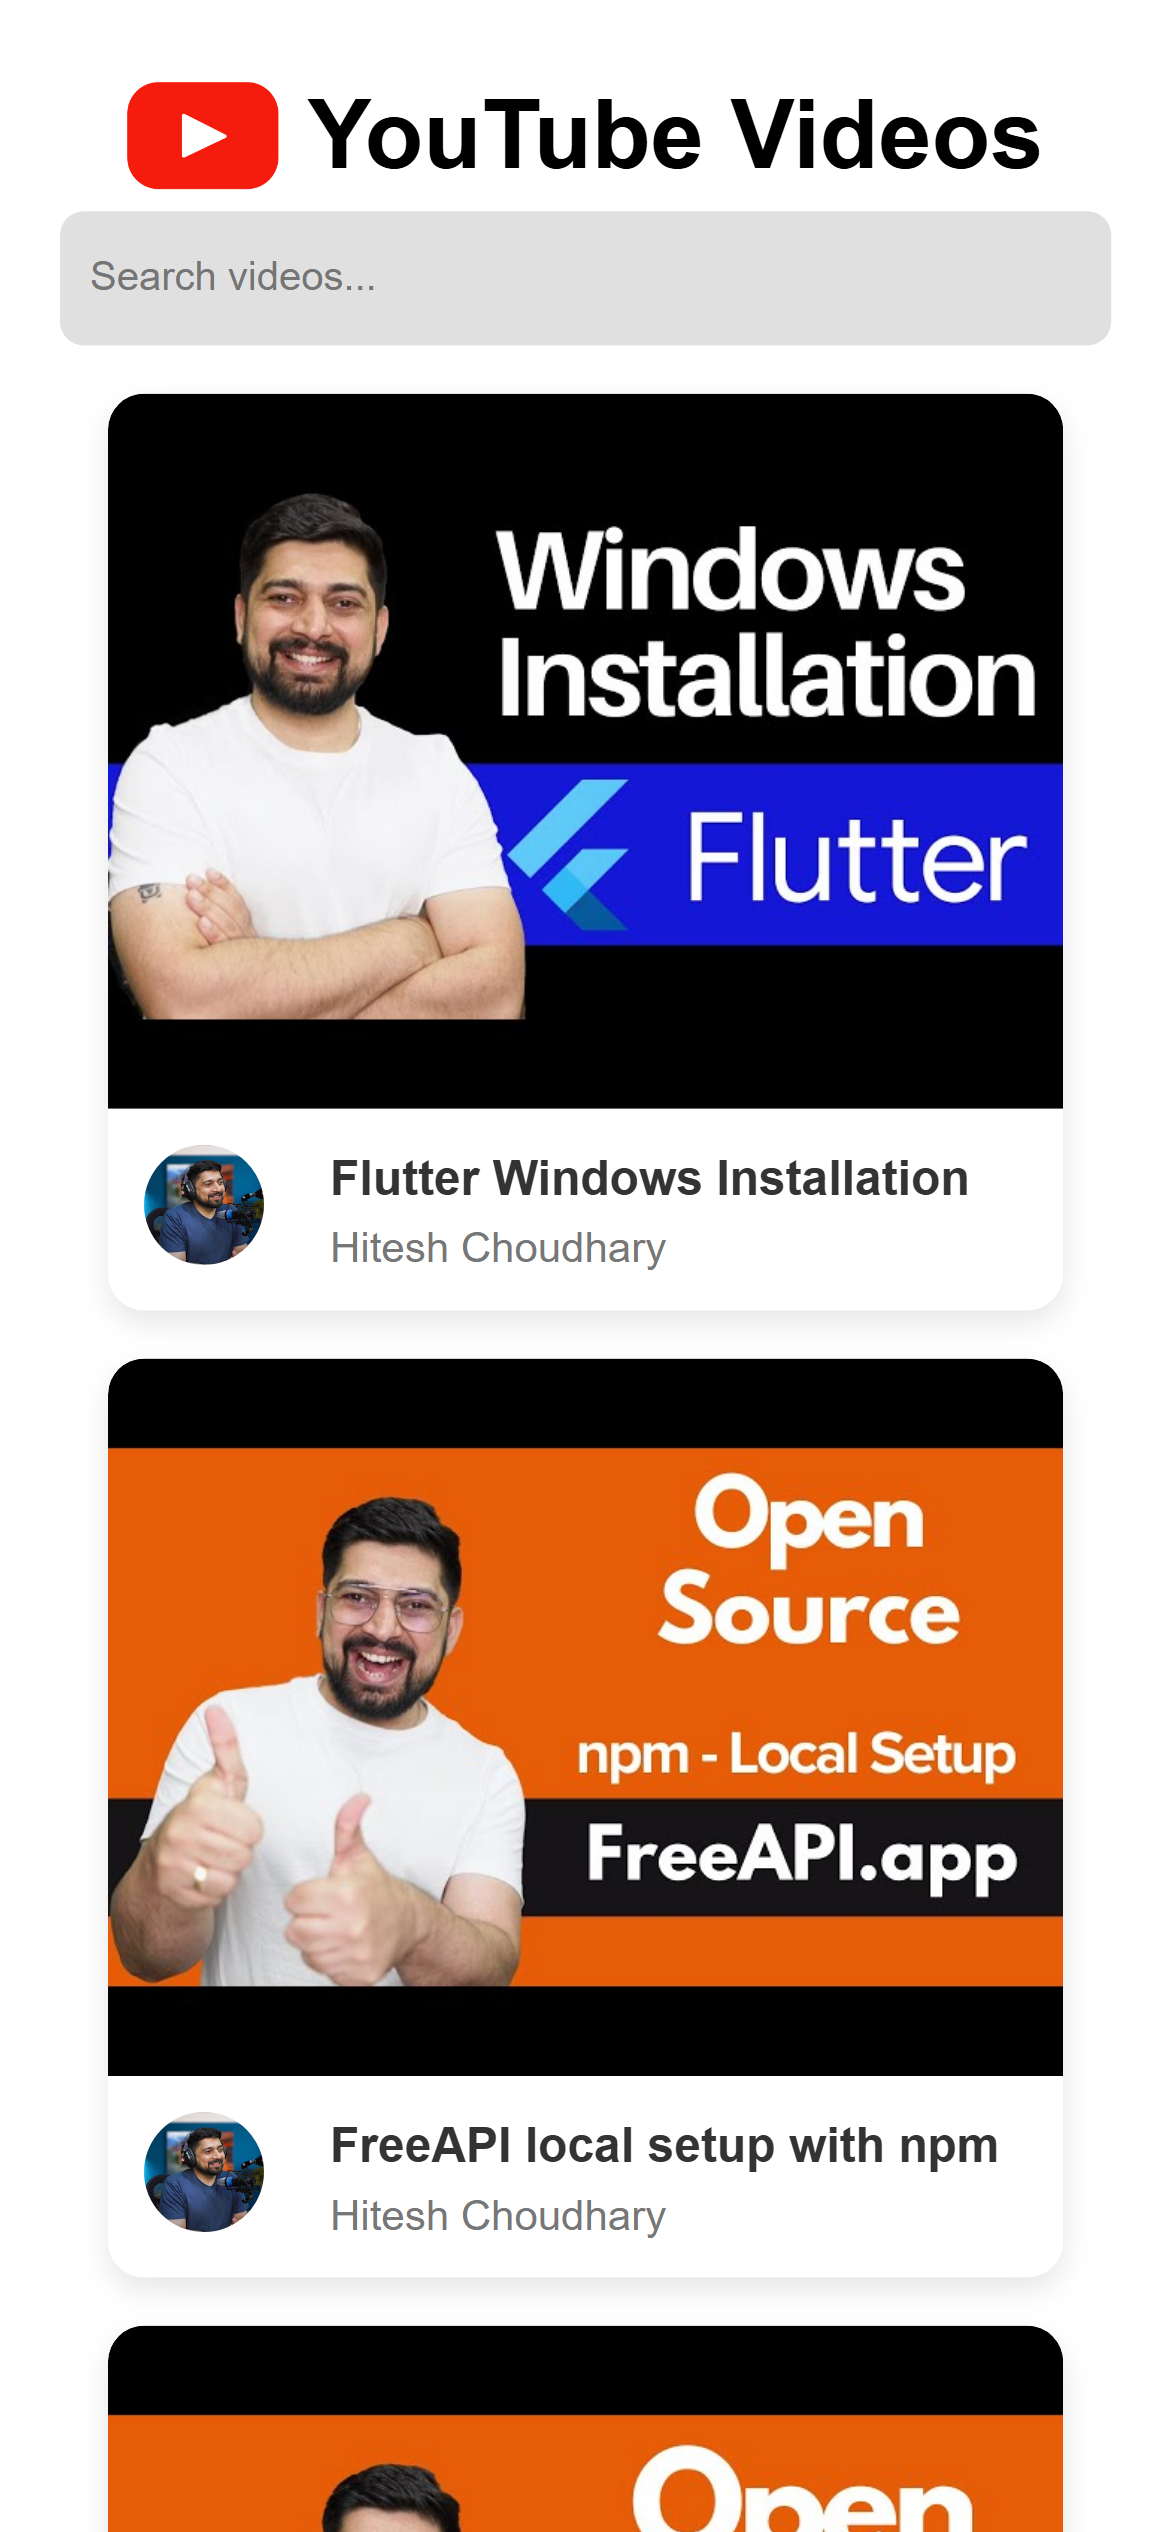 YouTube Videos
Search videos...
Windows
Installation
Flutter
Flutter Windows Installation
Hitesh Choudhary
Open
Source
npm - Local Setup
FreeAPI.app
FreeAPI local setup with npm
Hitesh Choudhary
Open